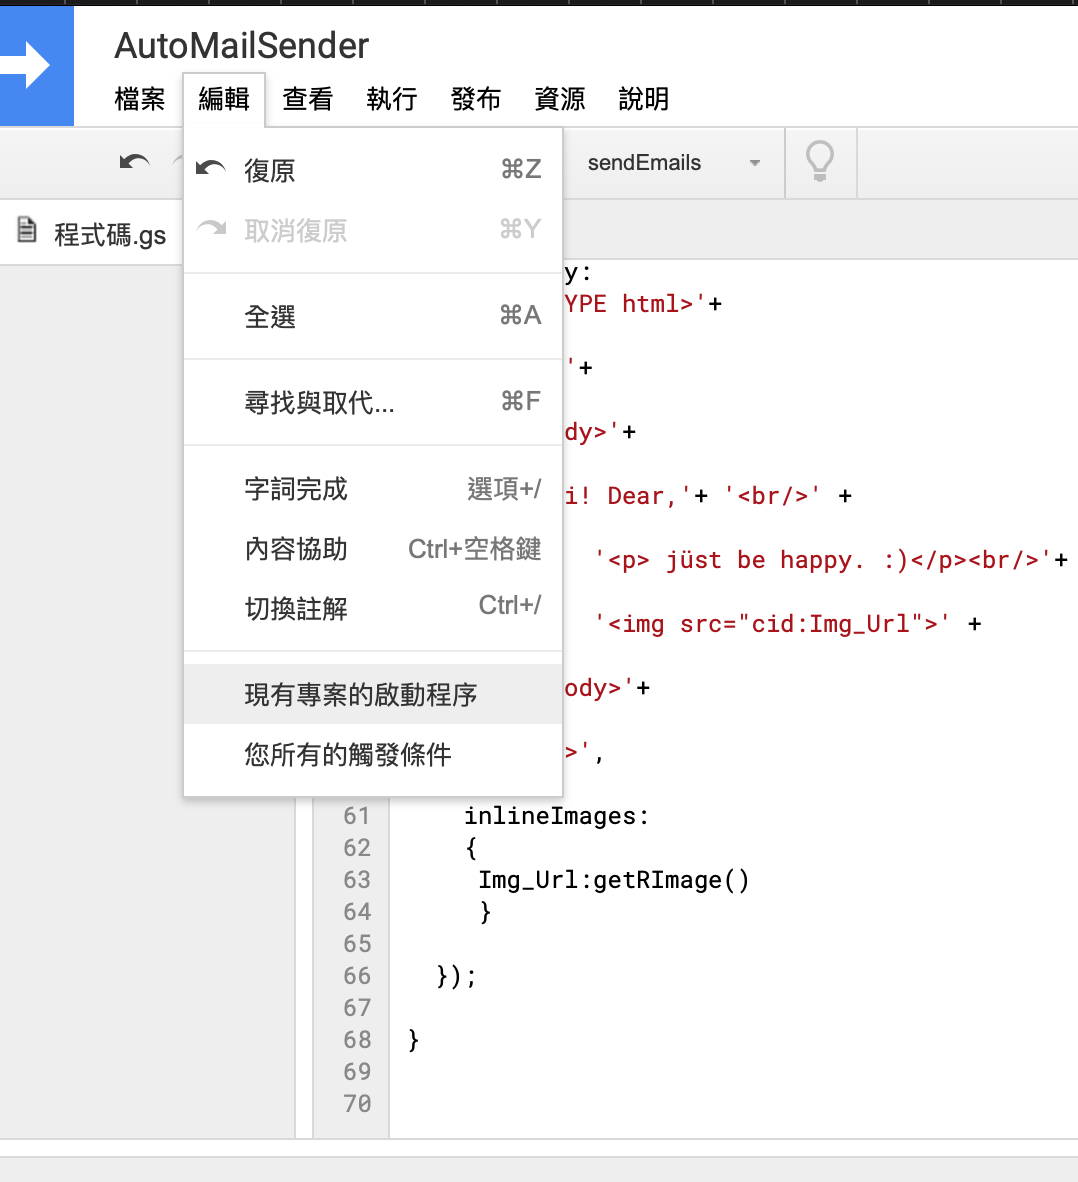 AutoMailSender
檔案 編輯 查看 執行 發布 資源 說明
sendEmails
程式碼.gs
復原 ⌘Z
取消復原 ⌘Y
全選 ⌘A
尋找與取代... ⌘F
字詞完成 選項+/
內容協助 Ctrl+空格鍵
切換註解 Ctrl+/
現有專案的啟動程序
您所有的觸發條件
y:
YPE html>'+
'+
dy>'+
i! Dear,'+ '<br/>' +
'<p> jüst be happy. :)</p><br/>'+
'<img src="cid:Img_Url">' +
ody>'+
>',
61 inlineImages:
62 {
63 Img_Url:getRImage()
64 }
65
66 });
67
68 }
69
70